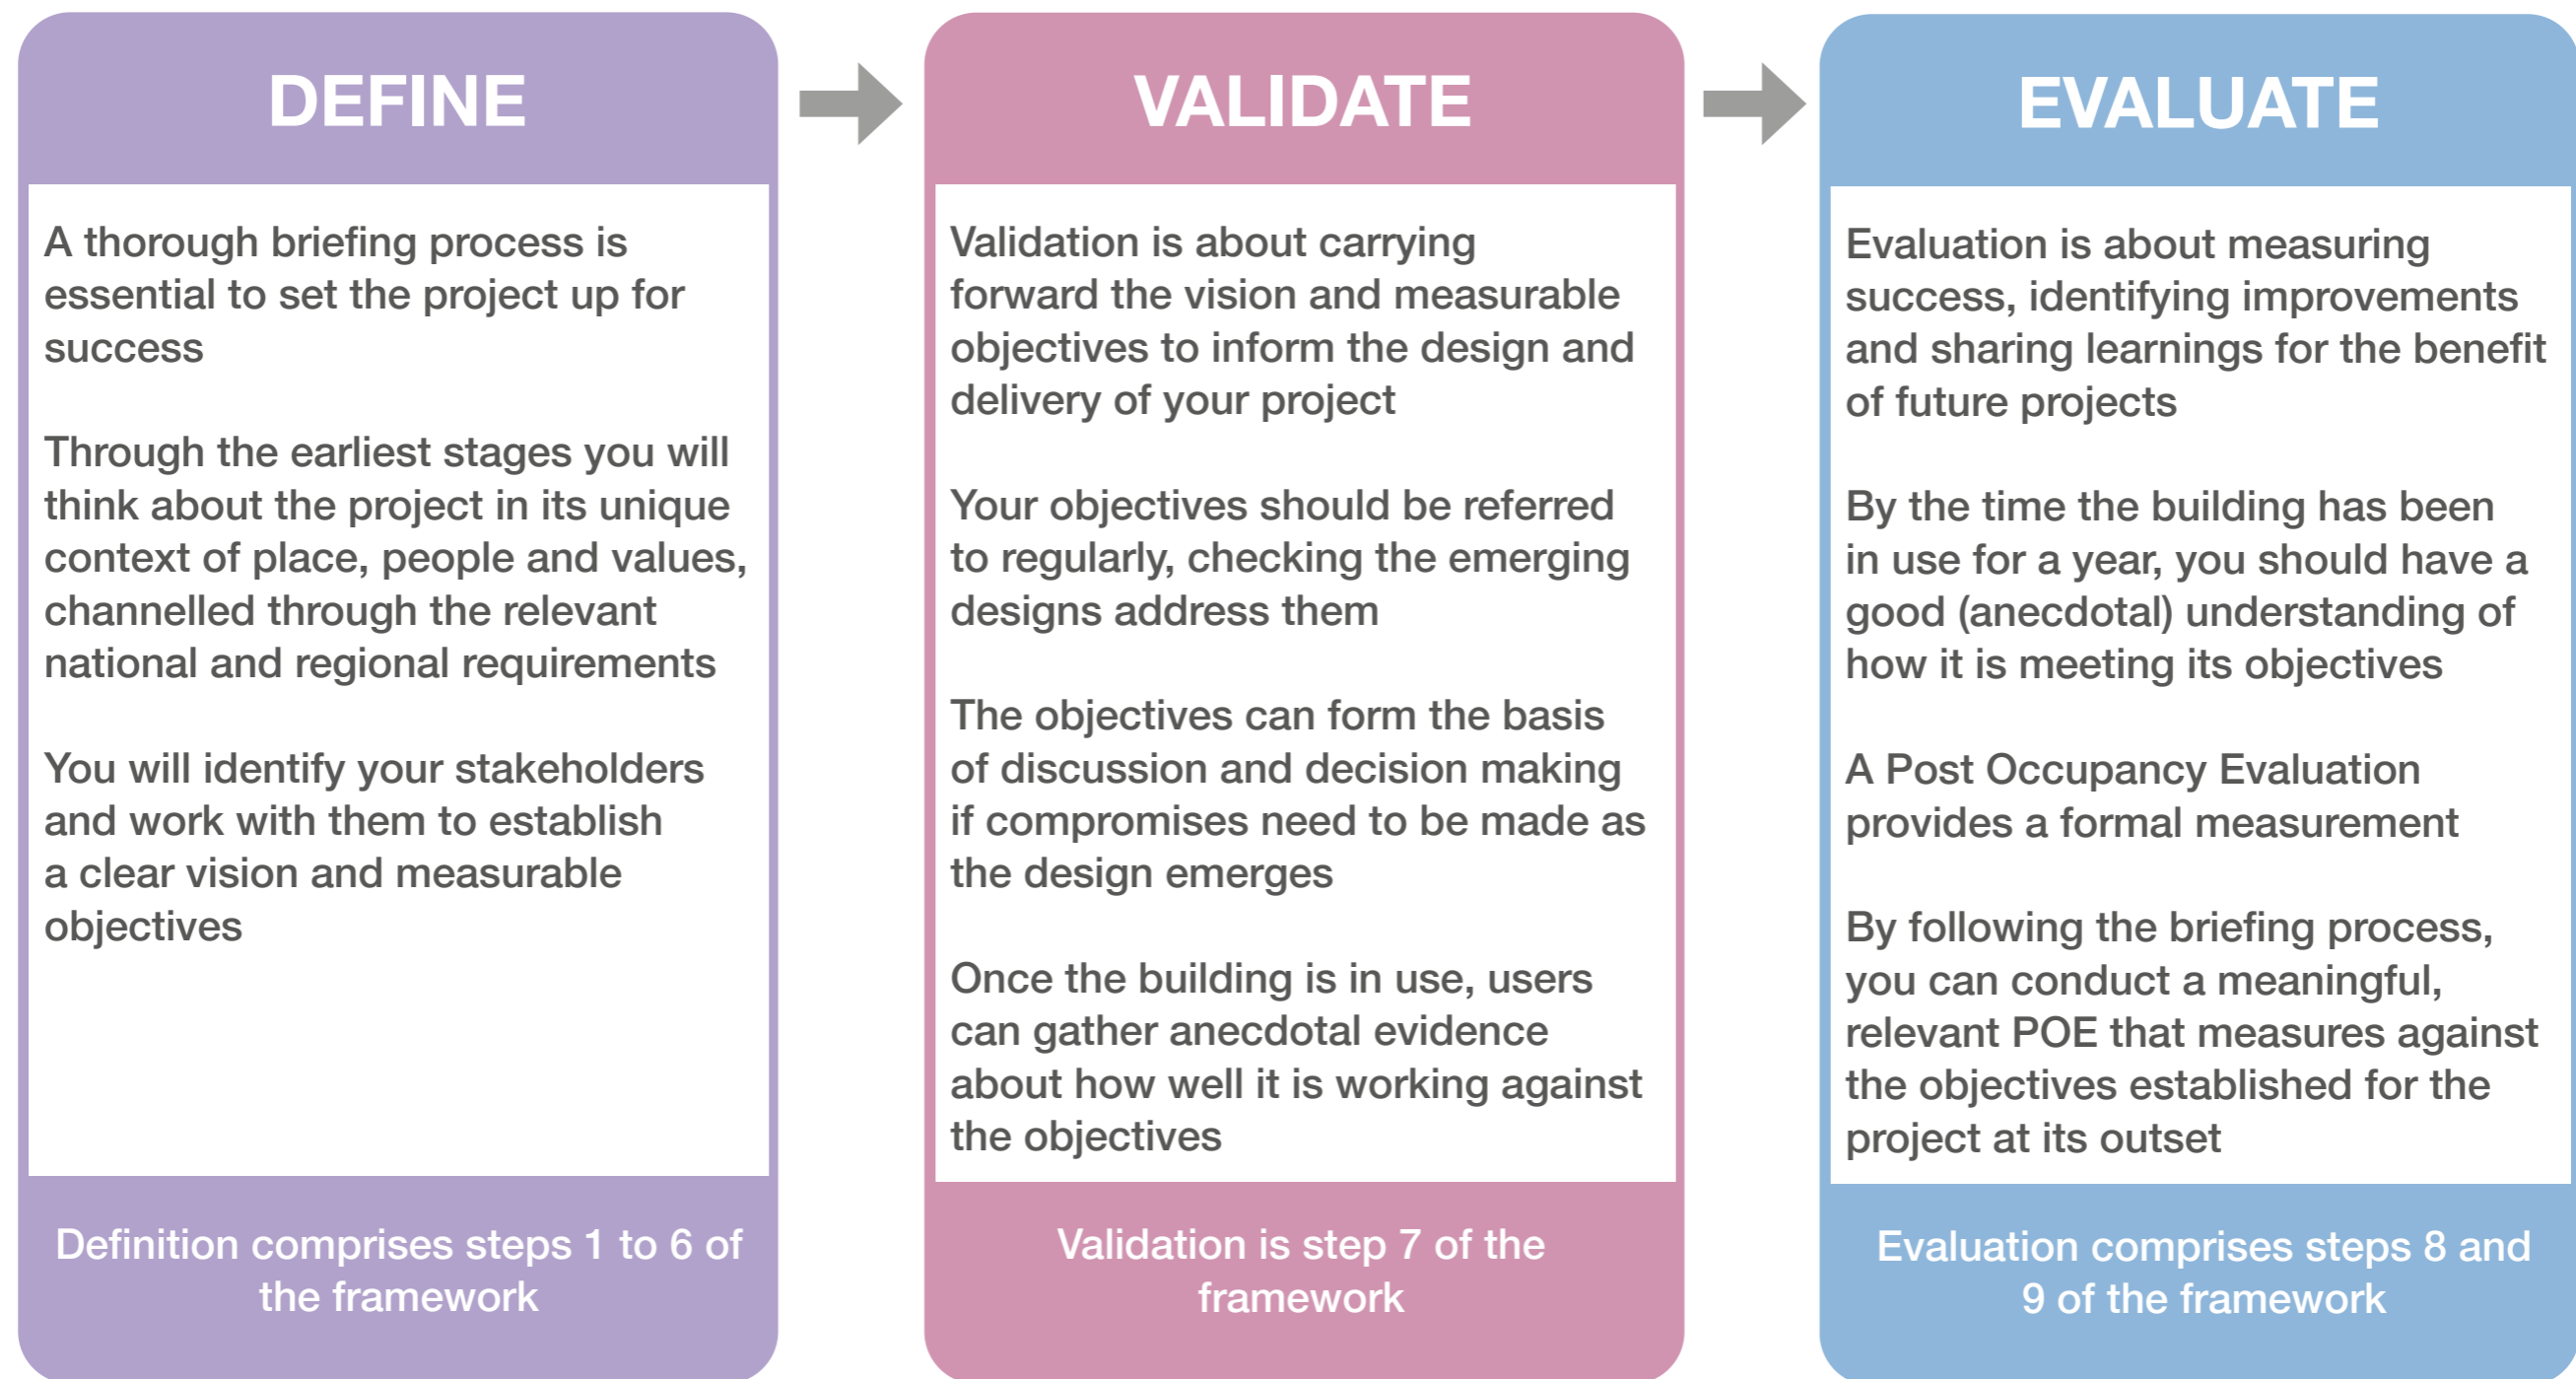 DEFINE
A thorough briefing process is
essential to set the project up for
success
Through the earliest stages you will
think about the project in its unique
context of place, people and values,
channelled through the relevant
national and regional requirements
You will identify your stakeholders
and work with them to establish
a clear vision and measurable
objectives
Definition comprises steps 1 to 6 of
the framework
VALIDATE
Validation is about carrying
forward the vision and measurable
objectives to inform the design and
delivery of your project
Your objectives should be referred
to regularly, checking the emerging
designs address them
The objectives can form the basis
of discussion and decision making
if compromises need to be made as
the design emerges
Once the building is in use, users
can gather anecdotal evidence
about how well it is working against
the objectives
Validation is step 7 of the
framework
EVALUATE
Evaluation is about measuring
success, identifying improvements
and sharing learnings for the benefit
of future projects
By the time the building has been
in use for a year, you should have a
good (anecdotal) understanding of
how it is meeting its objectives
A Post Occupancy Evaluation
provides a formal measurement
By following the briefing process,
you can conduct a meaningful,
relevant POE that measures against
the objectives established for the
project at its outset
Evaluation comprises steps 8 and
9 of the framework